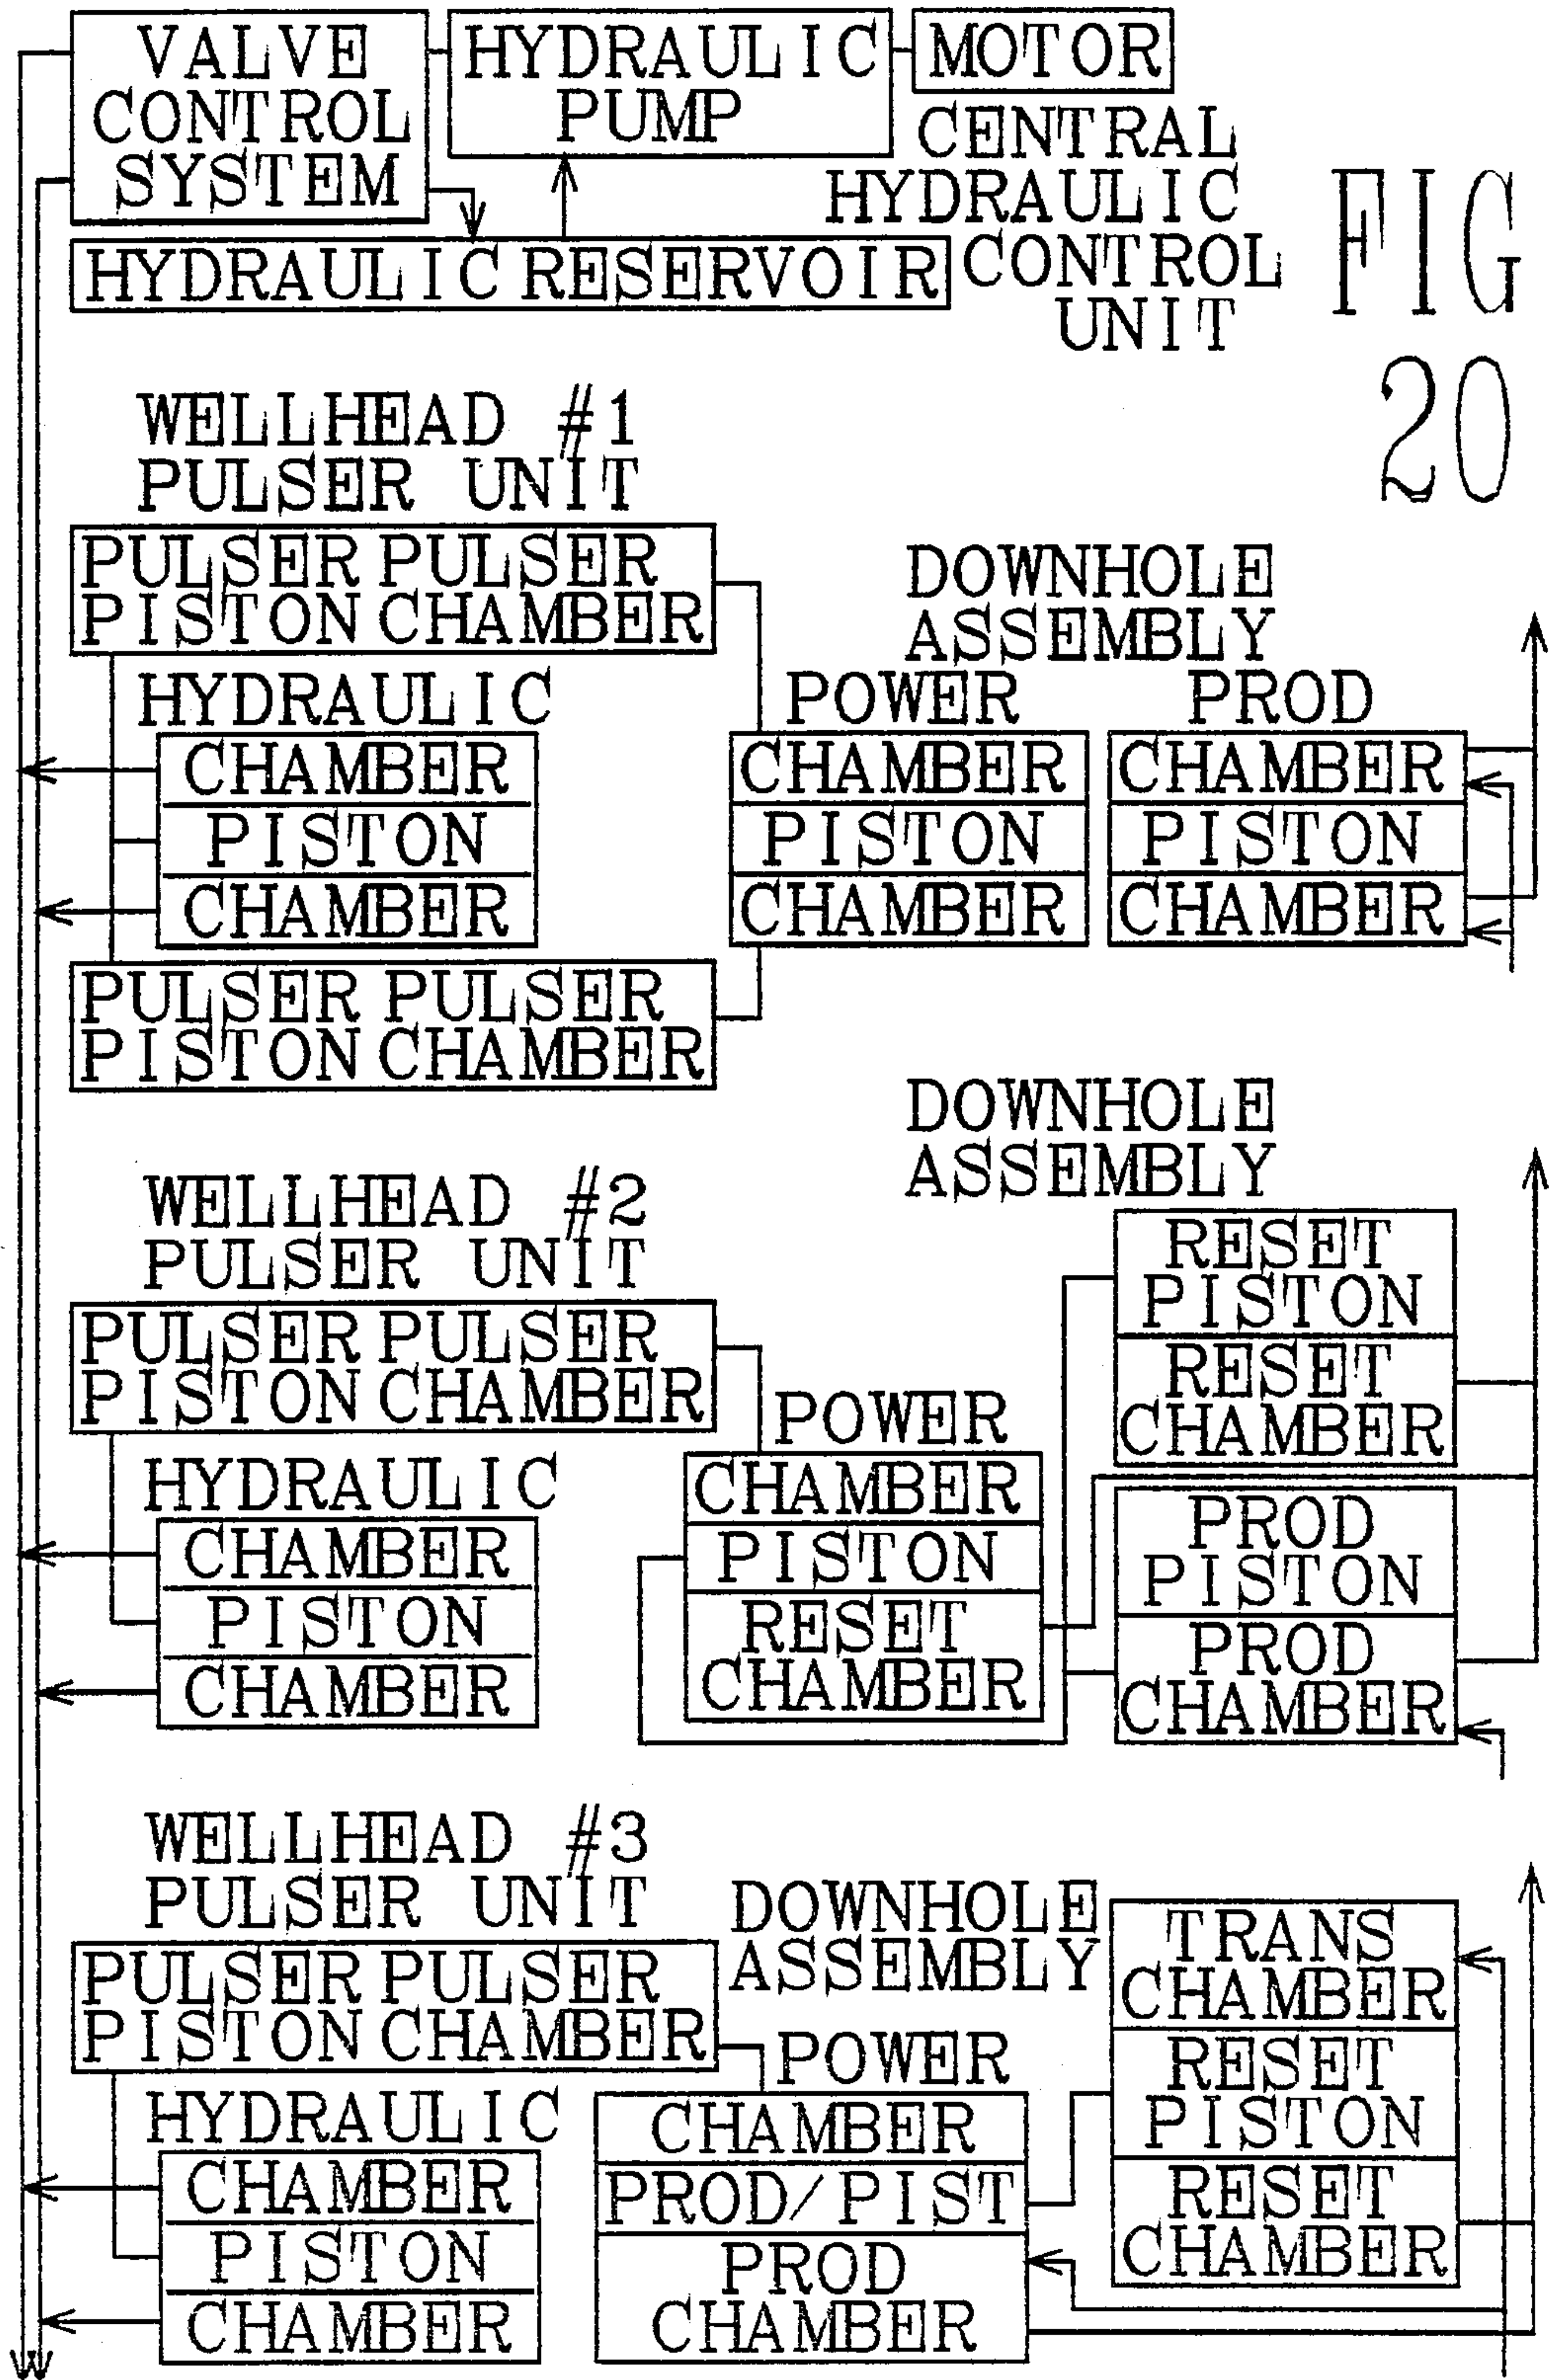 VALVE
CONTROL
SYSTEM
HYDRAULIC
PUMP
MOTOR
CENTRAL
HYDRAULIC
CONTROL
UNIT
HYDRAULIC RESERVOIR
FIG
20
WELLHEAD #1
PULSER UNIT
PULSER PULSER
PISTON CHAMBER
HYDRAULIC
CHAMBER
PISTON
CHAMBER
PULSER PULSER
PISTON CHAMBER
DOWNHOLE
ASSEMBLY
POWER
CHAMBER
PISTON
CHAMBER
PROD
CHAMBER
PISTON
CHAMBER
WELLHEAD #2
PULSER UNIT
PULSER PULSER
PISTON CHAMBER
HYDRAULIC
CHAMBER
PISTON
CHAMBER
DOWNHOLE
ASSEMBLY
POWER
CHAMBER
PISTON
RESET
CHAMBER
RESET
PISTON
RESET
CHAMBER
PROD
PISTON
PROD
CHAMBER
WELLHEAD #3
PULSER UNIT
PULSER PULSER
PISTON CHAMBER
HYDRAULIC
CHAMBER
PISTON
CHAMBER
DOWNHOLE
ASSEMBLY
POWER
CHAMBER
PROD/PIST
PROD
CHAMBER
TRANS
CHAMBER
RESET
PISTON
RESET
CHAMBER